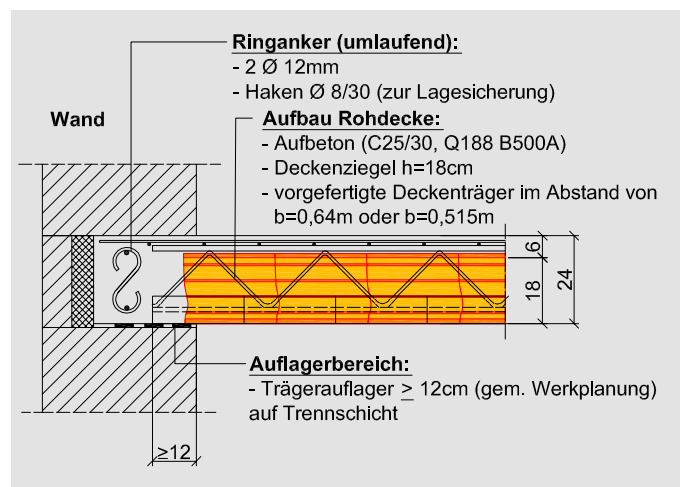 Ringanker (umlaufend):
- 2 Ø 12mm
- Haken Ø 8/30 (zur Lagesicherung)
Wand
Aufbau Rohdecke:
- Aufbeton (C25/30, Q188 B500A)
- Deckenziegel h=18cm
- vorgefertigte Deckenträger im Abstand von
b=0,64m oder b=0,515m
6
18
24
Auflagerbereich:
- Trägerauflager ≥ 12cm (gem. Werkplanung)
auf Trennschicht
≥12